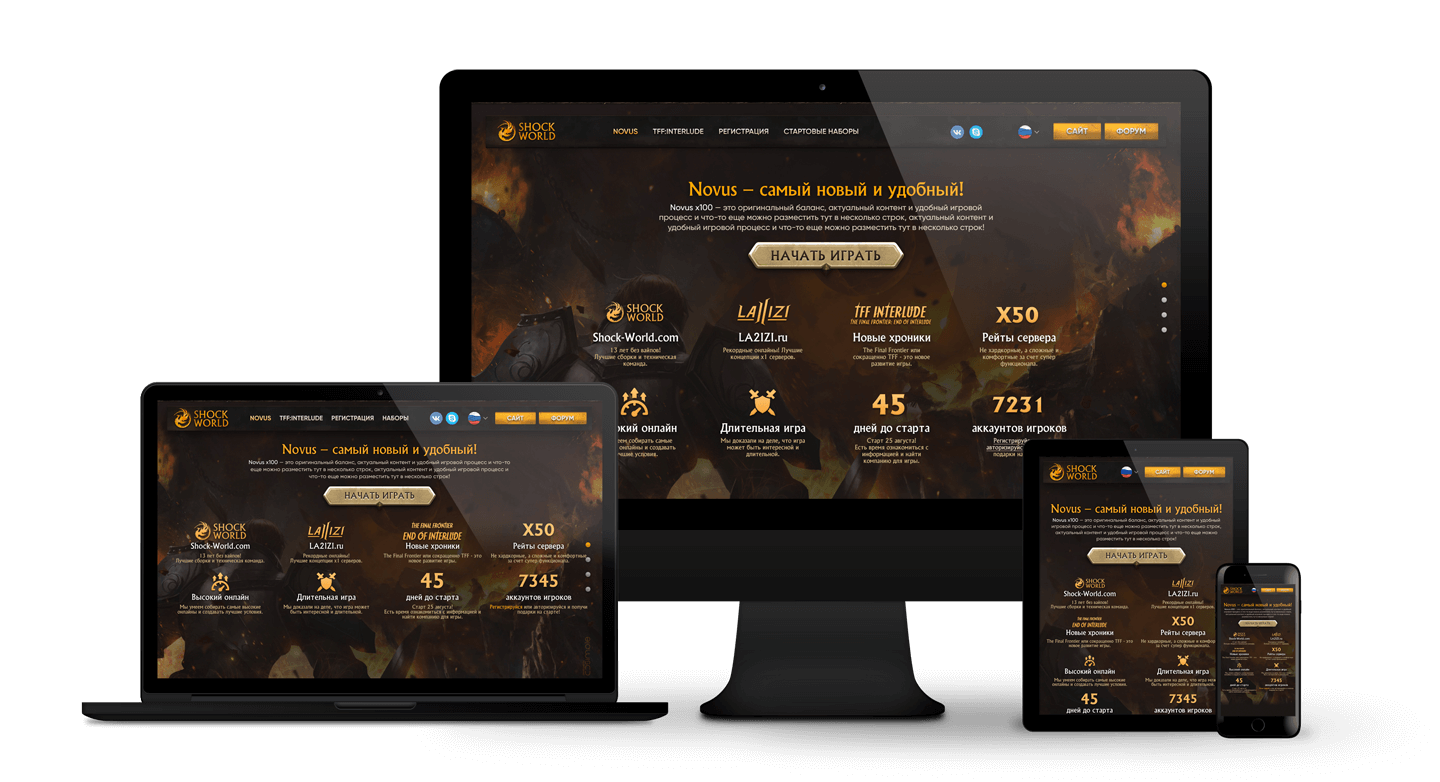 SHOCK
WORLD
NOVUS TFF:INTERLUDE РЕГИСТРАЦИЯ СТАРТОВЫЕ НАБОРЫ
САЙТ ФОРУМ
Novus – самый новый и удобный!
Novus x100 – это оригинальный баланс, актуальный контент и удобный игровой
процесс и что-то еще можно разместить тут в несколько строк, актуальный контент и
удобный игровой процесс и что-то еще можно разместить тут в несколько строк!
НАЧАТЬ ИГРАТЬ
SHOCK
WORLD
Shock-World.com
13 лет без вайпов!
Лучшие сборки и техническая
команда.
LA2IZI
LA2IZI.ru
Рекордные онлайны! Лучшие
концепции x1 серверов.
TFF INTERLUDE
THE FINAL FRONTIER: END OF INTERLUDE
Новые хроники
The Final Frontier или
сокращенно TFF - это новое
развитие игры.
X50
Рейты сервера
Не хардкорные, а сложные и
комфортные за счет супер
функционала.
окий онлайн
меем собирать самые
онлайны и создавать
учшие условия.
Длительная игра
Мы доказали на деле, что игра
может быть интересной и
длительной.
45
дней до старта
Старт 25 августа!
Есть время ознакомиться с
информацией и найти
компанию для игры.
7231
аккаунтов игроков
Регистрируй
авторизируйс
подарки на
SHOCK
WORLD
NOVUS TFF:INTERLUDE РЕГИСТРАЦИЯ НАБОРЫ
САЙТ ФОРУМ
Novus – самый новый и удобный!
Novus x100 – это оригинальный баланс, актуальный контент и удобный игровой процесс и что-то
еще можно разместить тут в несколько строк, актуальный контент и удобный игровой процесс и
что-то еще можно разместить тут в несколько строк!
НАЧАТЬ ИГРАТЬ
SHOCK
WORLD
Shock-World.com
13 лет без вайпов!
Лучшие сборки и техническая команда.
LA2IZI
LA2IZI.ru
Рекордные онлайны!
Лучшие концепции x1 серверов.
THE FINAL FRONTIER
END OF INTERLUDE
Новые хроники
The Final Frontier или сокращенно TFF - это
новое развитие игры.
X50
Рейты сервера
Не хардкорные, а сложные и комфортные
за счет супер функционала.
Высокий онлайн
Мы умеем собирать самые высокие
онлайны и создавать лучшие условия.
Длительная игра
Мы доказали на деле, что игра может
быть интересной и длительной.
45
дней до старта
Старт 25 августа!
Есть время ознакомиться с информацией и
найти компанию для игры.
7345
аккаунтов игроков
Регистрируйся или авторизируйся и получи
подарки на старте!
SHOCK
WORLD
САЙТ ФОРУМ
Novus – самый новый и удобный!
Novus x100 – это оригинальный баланс, актуальный контент и удобный
игровой процесс и что-то еще можно разместить тут в несколько строк,
актуальный контент и удобный игровой процесс и что-то еще можно
разместить тут в несколько строк!
НАЧАТЬ ИГРАТЬ
SHOCK
WORLD
Shock-World.com
13 лет без вайпов!
Лучшие сборки и техническая команда.
LA2IZI
LA2IZI.ru
Рекордные онлайны!
Лучшие концепции x1 серверов.
THE FINAL FRONTIER
END OF INTERLUDE
Новые хроники
The Final Frontier или сокращенно TFF - это
новое развитие игры.
X50
Рейты сервера
Не хардкорные, а сложные и комфор
за счет супер функционала.
Высокий онлайн
Мы умеем собирать самые высокие
онлайны и создавать лучшие условия.
Длительная игра
Мы доказали на деле, что игра може
быть интересной и длительной.
45
дней до старта
7345
аккаунтов игроков
Novus – самый новый и удобный!
X50
45
дней до старта
7345